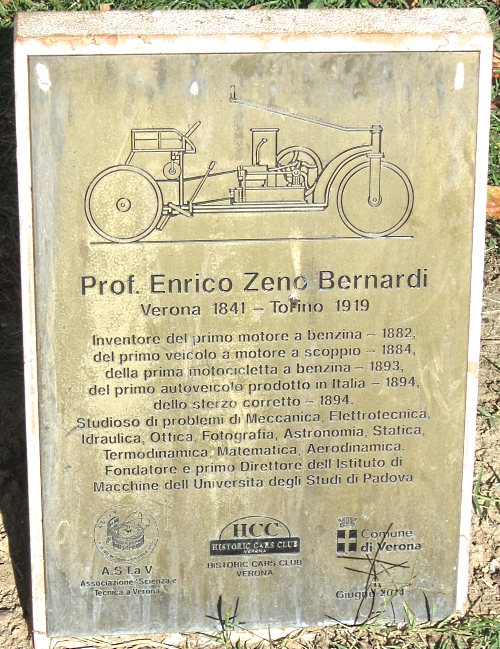 Prof. Enrico Zeno Bernardi
Verona 1841 – Torino 1919
Inventore del primo motore a benzina – 1882,
del primo veicolo a motore a scoppio – 1884,
della prima motocicletta a benzina – 1893,
del primo autoveicolo prodotto in Italia – 1894,
dello sterzo corretto – 1894.
Studioso di problemi di Meccanica, Elettrotecnica,
Idraulica, Ottica, Fotografia, Astronomia, Statica,
Termodinamica, Matematica, Aerodinamica.
Fondatore e primo Direttore dell'Istituto di
Macchine dell'Università degli Studi di Padova
A.S.Ta V.
Associazione Scienza e
Tecnica a Verona
HCC
HISTORIC CARS CLUB
VERONA
HISTORIC CARS CLUB
VERONA
Comune
di Verona
Giugno 2014